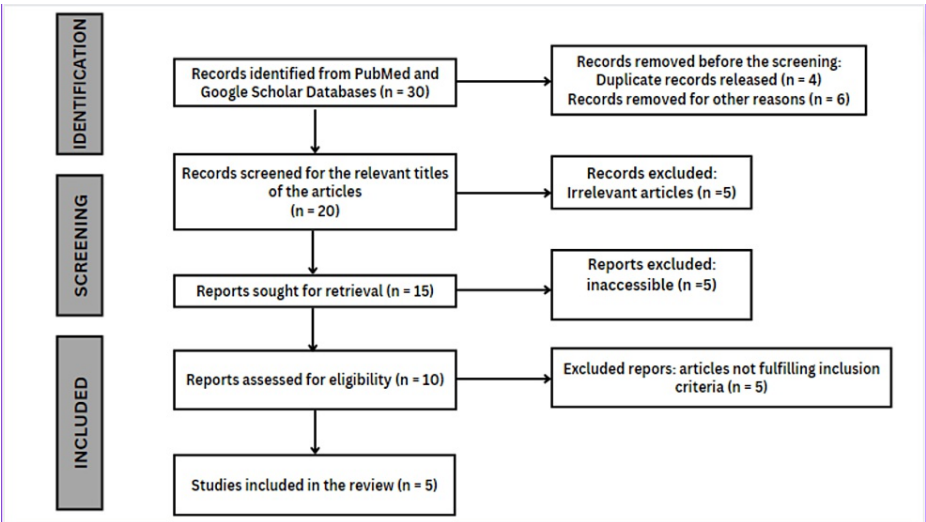 IDENTIFICATION
Records identified from PubMed and
Google Scholar Databases (n = 30)
Records removed before the screening:
Duplicate records released (n = 4)
Records removed for other reasons (n = 6)
SCREENING
Records screened for the relevant titles
of the articles
(n = 20)
Records excluded:
Irrelevant articles (n =5)
Reports sought for retrieval (n = 15)
Reports excluded:
inaccessible (n =5)
INCLUDED
Reports assessed for eligibility (n = 10)
Excluded repors: articles not fulfilling inclusion
criteria (n = 5)
Studies included in the review (n = 5)